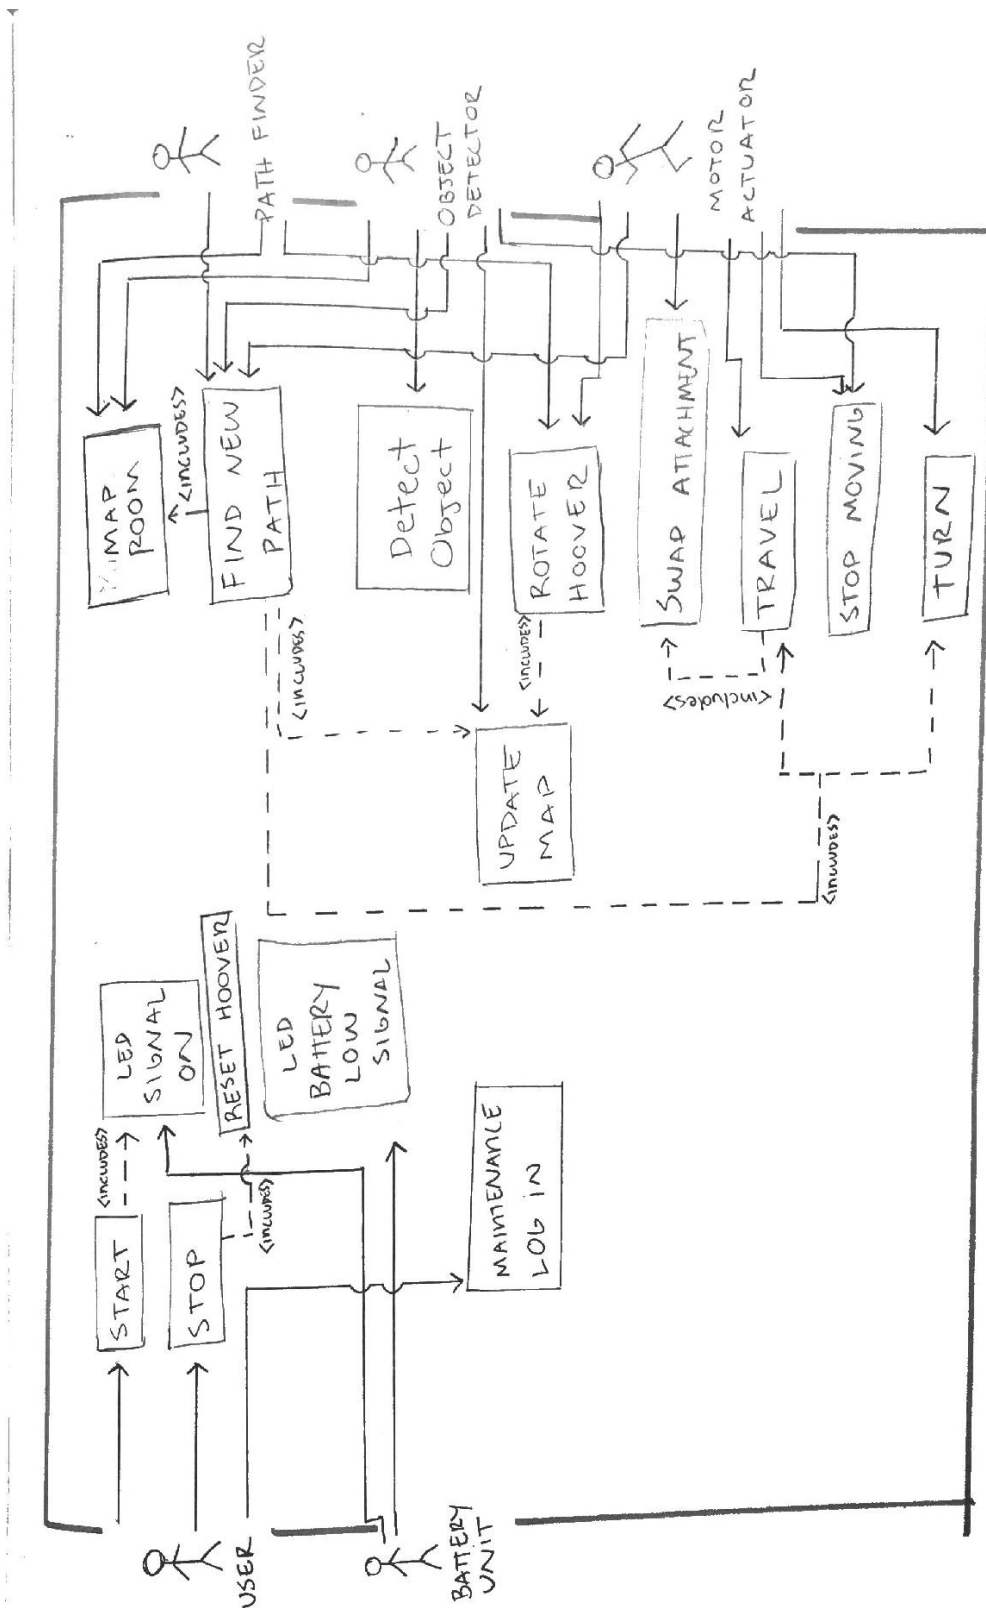 USER
BATTERY
UNIT
START
<includes>
LED
SIGNAL
ON
STOP
<includes>
RESET HOOVER
LED
BATTERY
LOW
SIGNAL
MAINTENANCE
LOG IN
MAP
ROOM
<includes>
FIND NEW
PATH
<includes>
Detect
Object
UPDATE
MAP
<includes>
ROTATE
HOOVER
SWAP ATTACHMENT
<includes>
TRAVEL
STOP MOVING
TURN
<includes>
PATH FINDER
OBJECT
DETECTOR
MOTOR
ACTUATOR